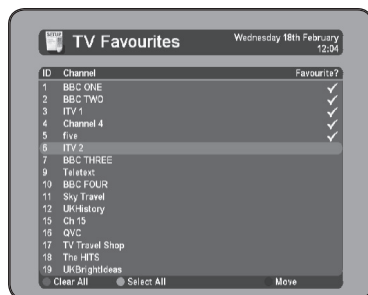 SETUP
TV Favourites
Wednesday 18th February
12:04
ID Channel Favourite?
1 BBC ONE
2 BBC TWO
3 ITV 1
4 Channel 4
5 five
6 ITV 2
7 BBC THREE
9 Teletext
10 BBC FOUR
11 Sky Travel
12 UKHistory
15 Ch 15
16 QVC
17 TV Travel Shop
18 The HITS
19 UKBrightIdeas
Clear All Select All Move